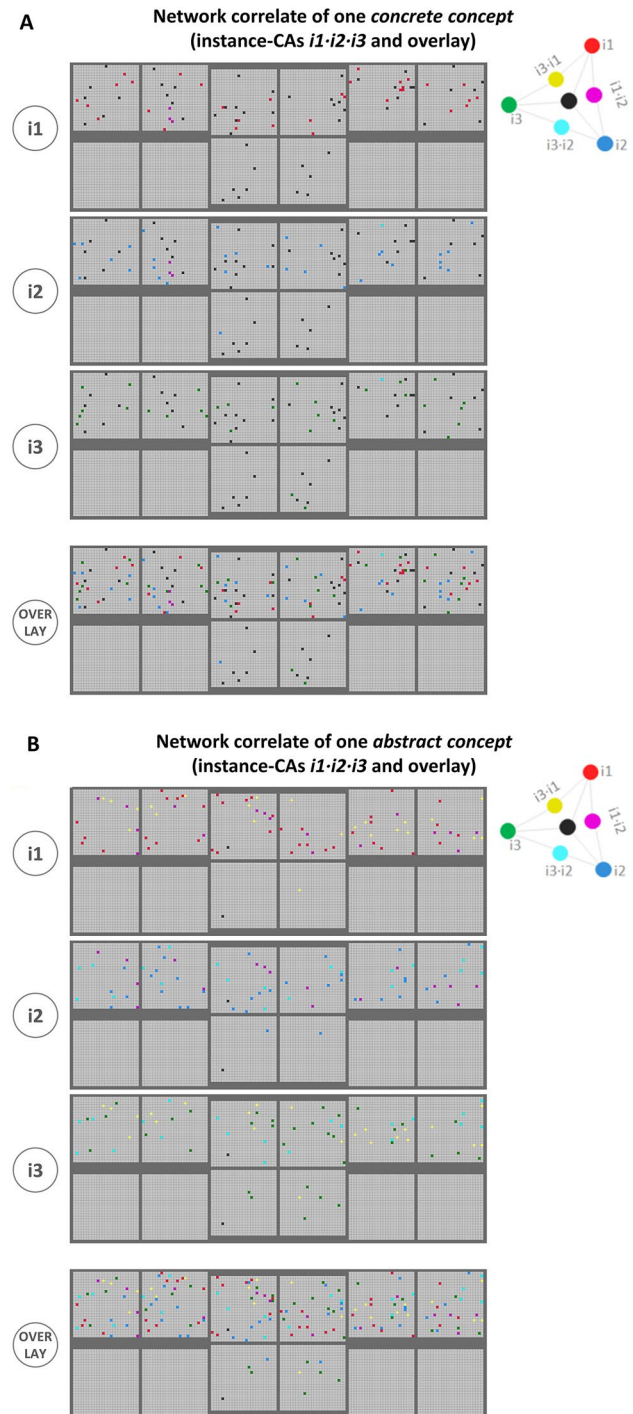 A
Network correlate of one concrete concept
(instance-CAs i1·i2·i3 and overlay)
i1
i3·i1
i1·i2
i3
i3·i2
i2
i1
i2
i3
OVER
LAY
B
Network correlate of one abstract concept
(instance-CAs i1·i2·i3 and overlay)
i1
i3·i1
i1·i2
i3
i3·i2
i2
i1
i2
i3
OVER
LAY